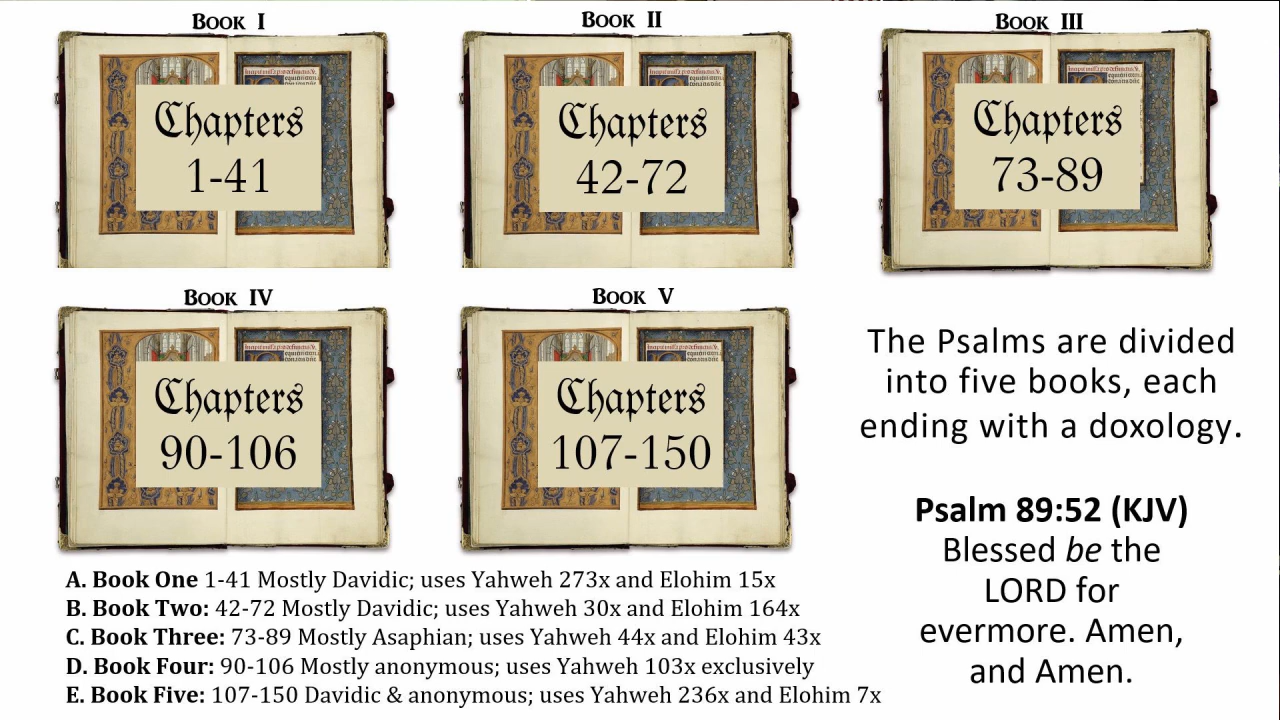 Book I
Chapters
1-41
Book II
Chapters
42-72
Book III
Chapters
73-89
Book IV
Chapters
90-106
Book V
Chapters
107-150
The Psalms are divided
into five books, each
ending with a doxology.
Psalm 89:52 (KJV)
Blessed be the
LORD for
evermore. Amen,
and Amen.
A. Book One 1-41 Mostly Davidic; uses Yahweh 273x and Elohim 15x
B. Book Two: 42-72 Mostly Davidic; uses Yahweh 30x and Elohim 164x
C. Book Three: 73-89 Mostly Asaphian; uses Yahweh 44x and Elohim 43x
D. Book Four: 90-106 Mostly anonymous; uses Yahweh 103x exclusively
E. Book Five: 107-150 Davidic & anonymous; uses Yahweh 236x and Elohim 7x